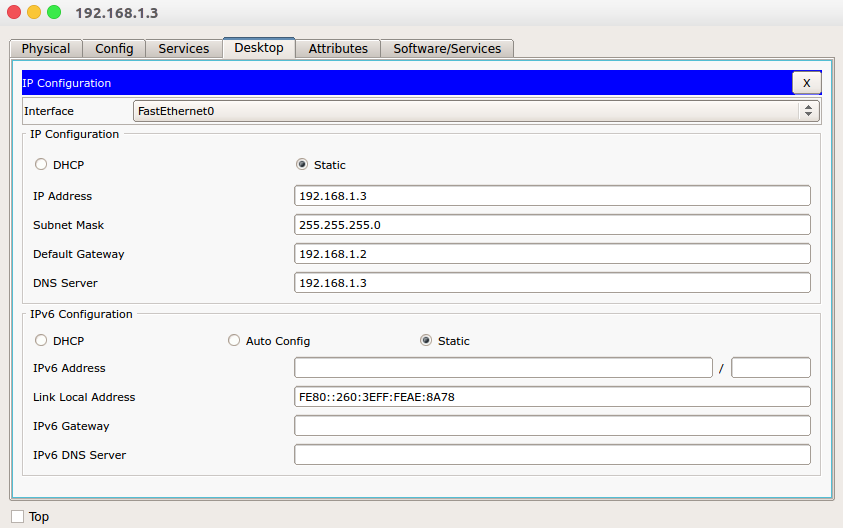 192.168.1.3
Physical Config Services Desktop Attributes Software/Services
IP Configuration X
Interface FastEthernet0
IP Configuration
DHCP Static
IP Address 192.168.1.3
Subnet Mask 255.255.255.0
Default Gateway 192.168.1.2
DNS Server 192.168.1.3
IPv6 Configuration
DHCP Auto Config Static
IPv6 Address /
Link Local Address FE80::260:3EFF:FEAE:8A78
IPv6 Gateway
IPv6 DNS Server
Top